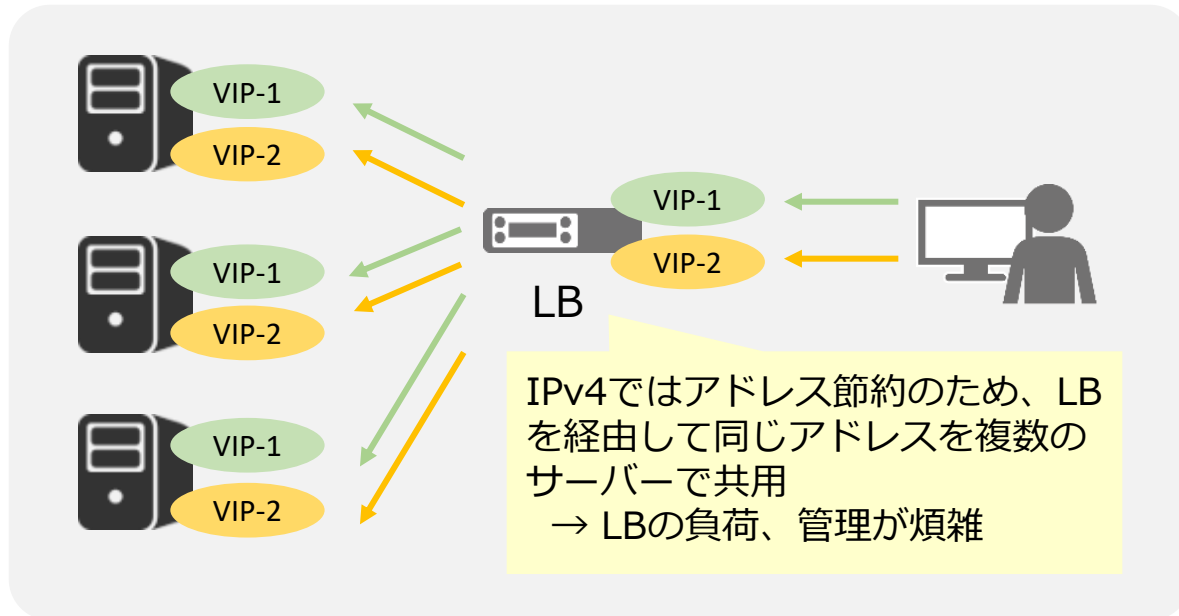 VIP-1
VIP-2
VIP-1
VIP-2
VIP-1
VIP-2
VIP-1
VIP-2
LB
IPv4ではアドレス節約のため、LB
を経由して同じアドレスを複数の
サーバーで共用
→ LBの負荷、管理が煩雑